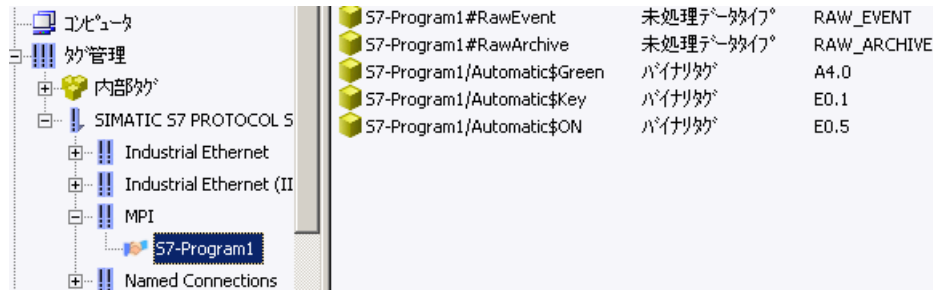 コンピュータ
タグ管理
内部タグ
SIMATIC S7 PROTOCOL S
Industrial Ethernet
Industrial Ethernet (II
MPI
S7-Program1
Named Connections
S7-Program1#RawEvent 未処理データタイプ RAW_EVENT
S7-Program1#RawArchive 未処理データタイプ RAW_ARCHIVE
S7-Program1/Automatic$Green バイナリタグ A4.0
S7-Program1/Automatic$Key バイナリタグ E0.1
S7-Program1/Automatic$ON バイナリタグ E0.5